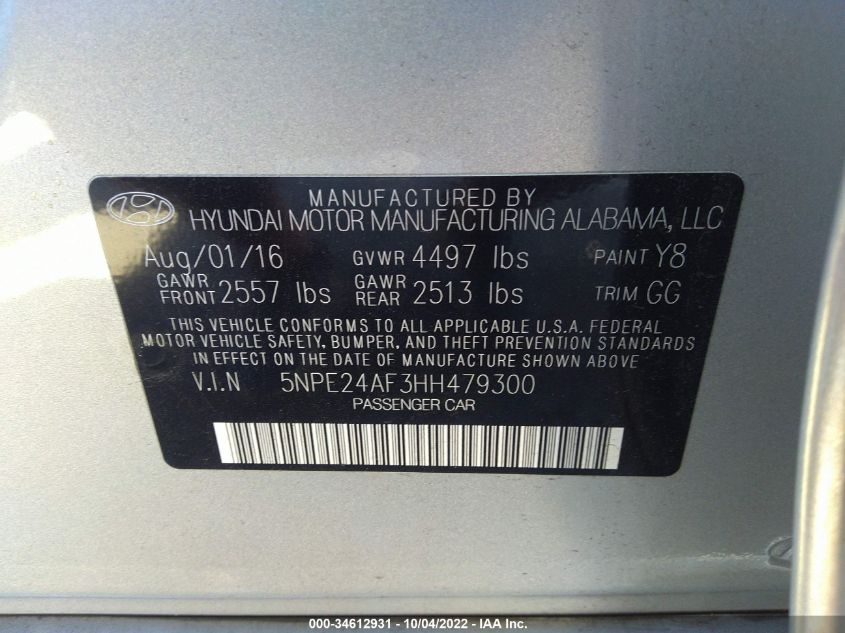 MANUFACTURED BY
HYUNDAI MOTOR MANUFACTURING ALABAMA, LLC
Aug/01/16 GVWR 4497 lbs PAINT Y8
GAWR FRONT 2557 lbs GAWR REAR 2513 lbs TRIM GG
THIS VEHICLE CONFORMS TO ALL APPLICABLE U.S.A. FEDERAL
MOTOR VEHICLE SAFETY, BUMPER, AND THEFT PREVENTION STANDARDS
IN EFFECT ON THE DATE OF MANUFACTURE SHOWN ABOVE
V.I.N 5NPE24AF3HH479300
PASSENGER CAR
000-34612931 - 10/04/2022 - IAA Inc.